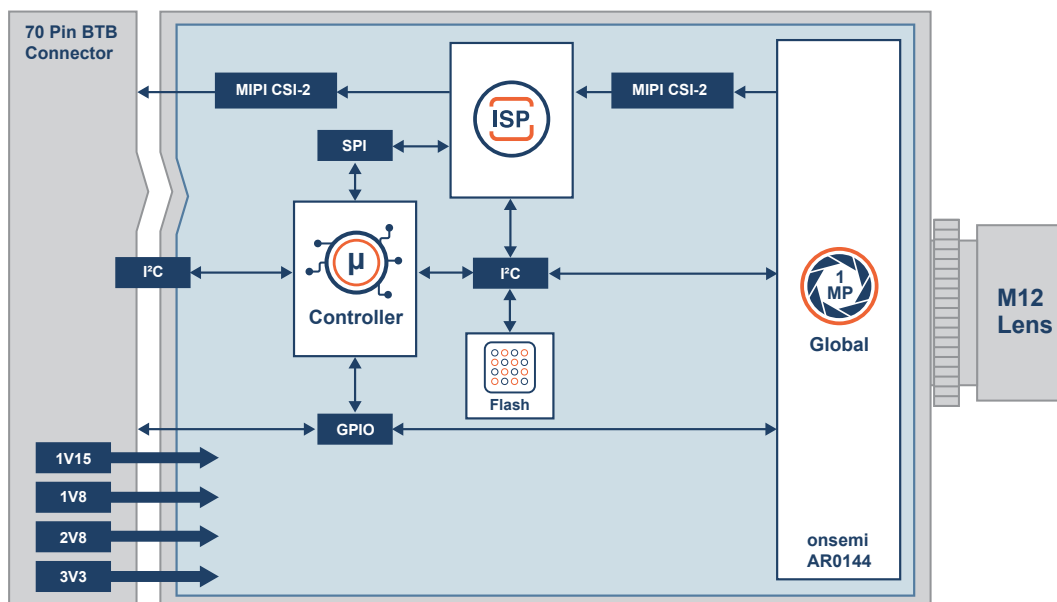 70 Pin BTB
Connector
MIPI CSI-2
ISP
MIPI CSI-2
SPI
I²C
µ
Controller
I²C
1
MP
Global
M12
Lens
Flash
GPIO
1V15
1V8
2V8
3V3
onsemi
AR0144